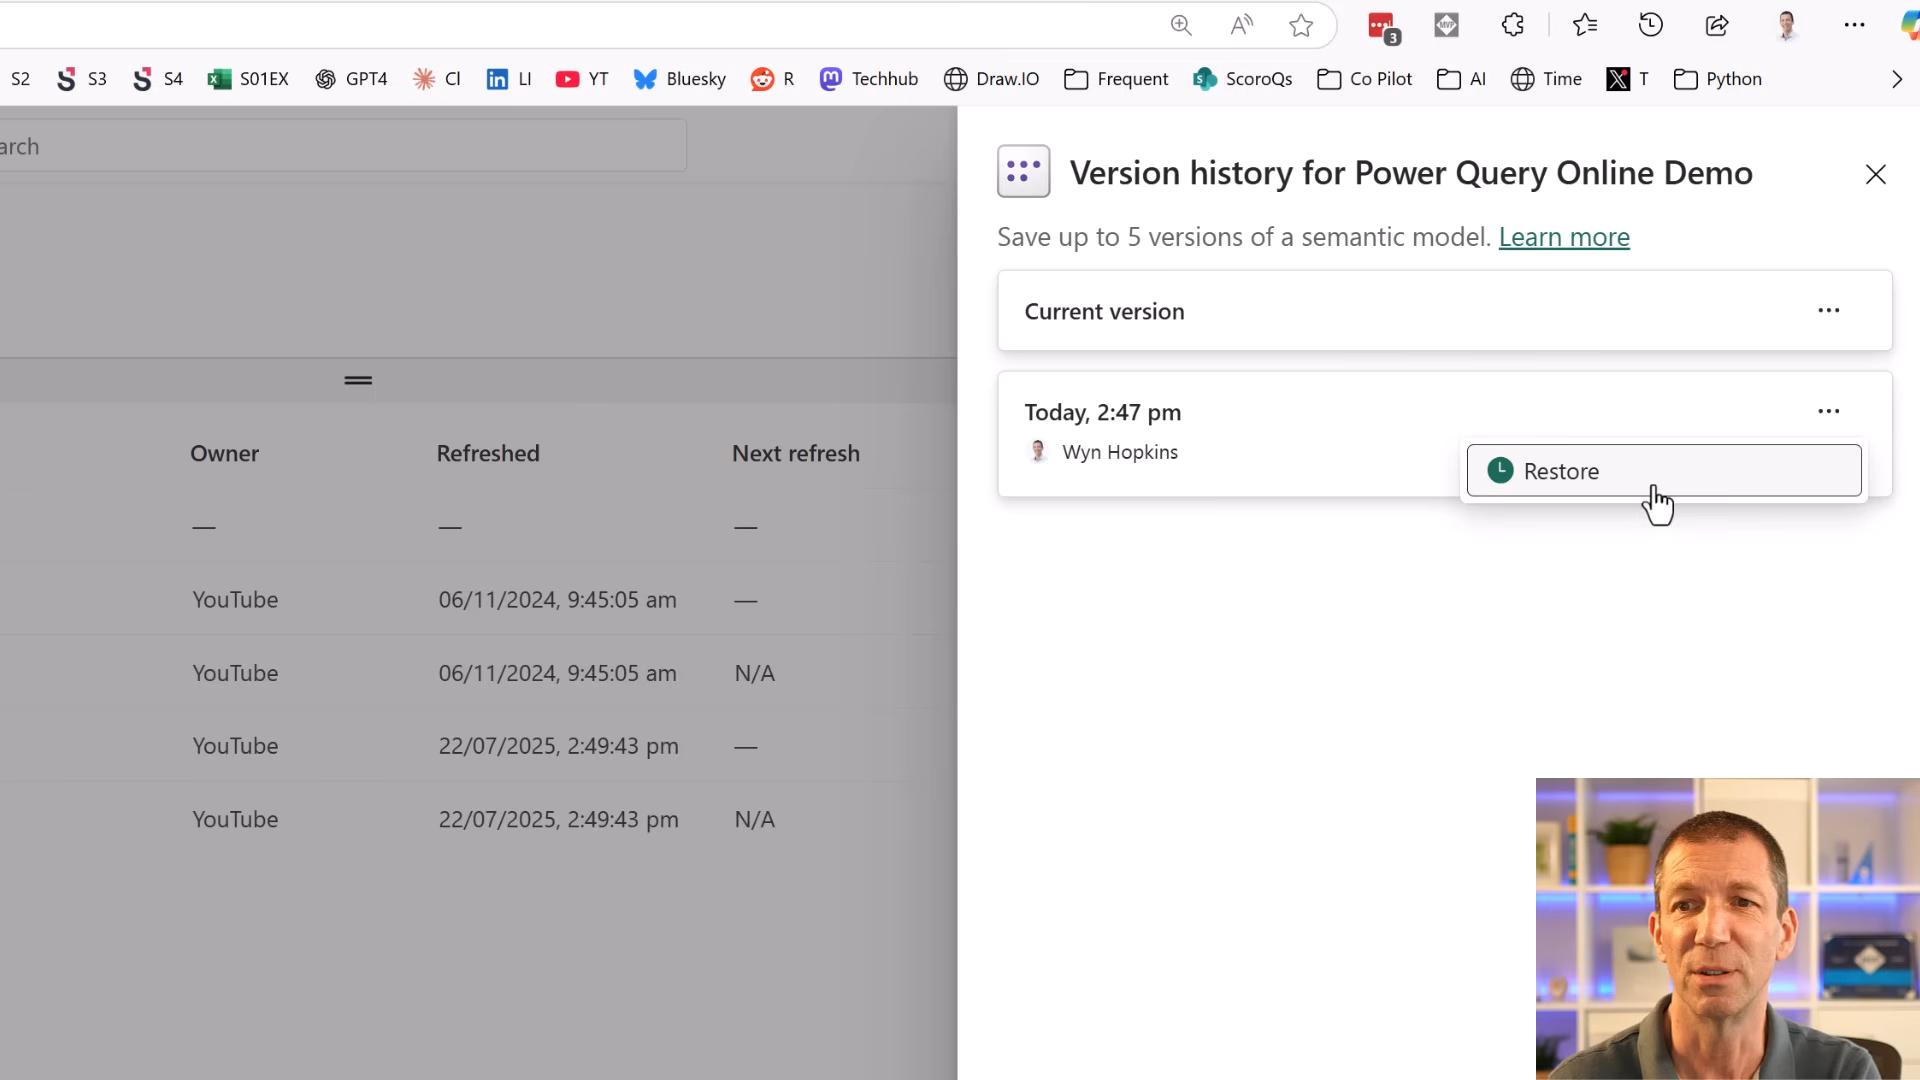 3
MVP
S2
S3
S4
S01EX
GPT4
Cl
LI
YT
Bluesky
R
Techhub
Draw.IO
Frequent
ScoroQs
Co Pilot
AI
Time
T
Python
arch
Version history for Power Query Online Demo
Save up to 5 versions of a semantic model. Learn more
Current version
Today, 2:47 pm
Wyn Hopkins
Restore
Owner Refreshed Next refresh
— — —
YouTube 06/11/2024, 9:45:05 am —
YouTube 06/11/2024, 9:45:05 am N/A
YouTube 22/07/2025, 2:49:43 pm —
YouTube 22/07/2025, 2:49:43 pm N/A